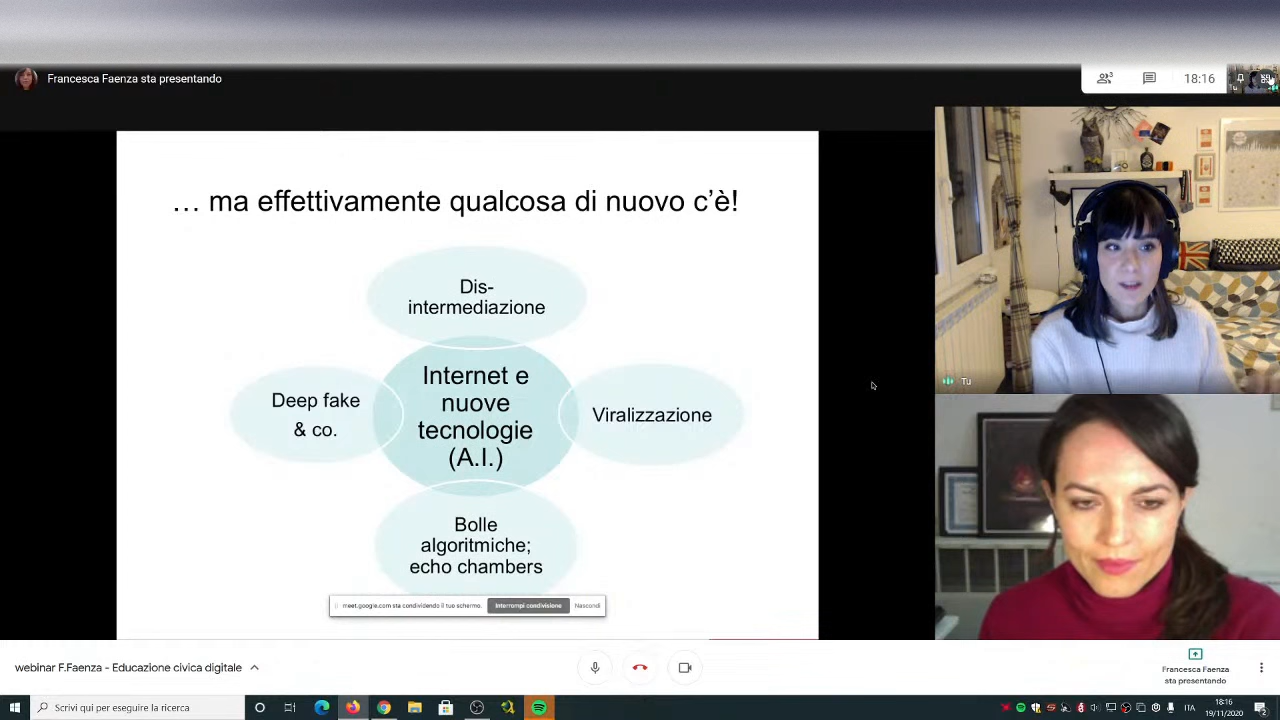 Francesca Faenza sta presentando
3
18:16
Tu
… ma effettivamente qualcosa di nuovo c’è!
Dis-
intermediazione
Internet e
nuove
tecnologie
(A.I.)
Deep fake
& co.
Viralizzazione
Bolle
algoritmiche;
echo chambers
Tu
meet.google.com sta condividendo il tuo schermo.
Interrompi condivisione
Nascondi
webinar F.Faenza - Educazione civica digitale
Francesca Faenza
sta presentando
Scrivi qui per eseguire la ricerca
ITA
18:16
19/11/2020
2